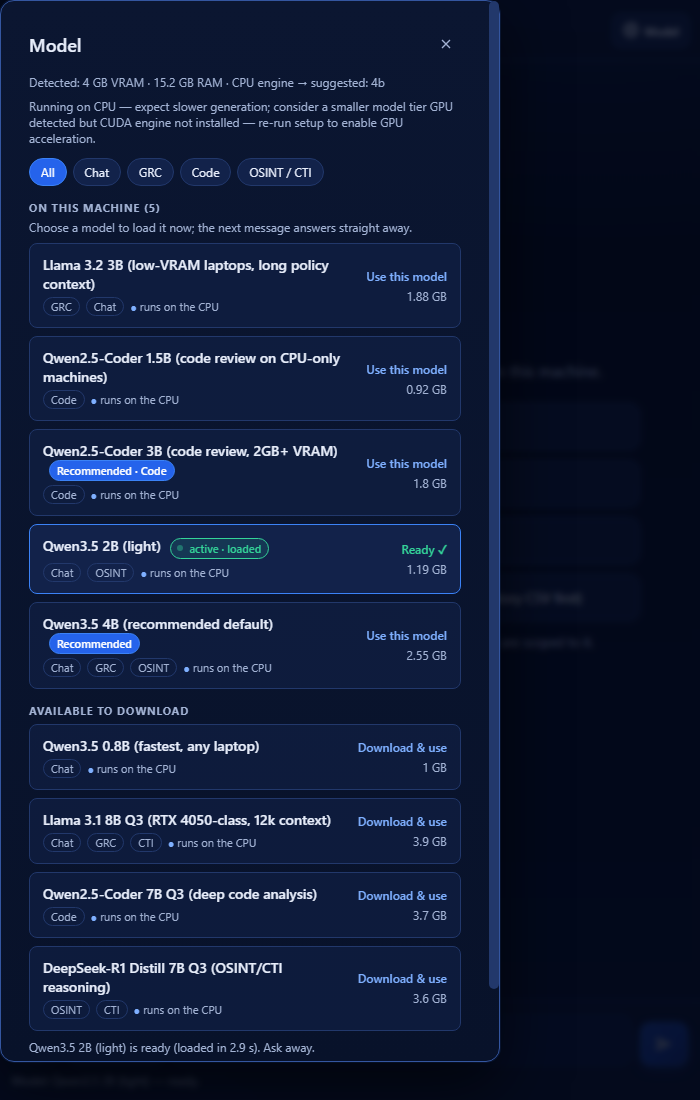 Model
×
Detected: 4 GB VRAM · 15.2 GB RAM · CPU engine → suggested: 4b
Running on CPU — expect slower generation; consider a smaller model tier GPU
detected but CUDA engine not installed — re-run setup to enable GPU
acceleration.
All Chat GRC Code OSINT / CTI
ON THIS MACHINE (5)
Choose a model to load it now; the next message answers straight away.
Llama 3.2 3B (low-VRAM laptops, long policy
context)
GRC Chat ● runs on the CPU
Use this model
1.88 GB
Qwen2.5-Coder 1.5B (code review on CPU-only
machines)
Code ● runs on the CPU
Use this model
0.92 GB
Qwen2.5-Coder 3B (code review, 2GB+ VRAM)
Recommended · Code
Code ● runs on the CPU
Use this model
1.8 GB
Qwen3.5 2B (light) ● active · loaded
Chat OSINT ● runs on the CPU
Ready ✓
1.19 GB
Qwen3.5 4B (recommended default)
Recommended
Chat GRC OSINT ● runs on the CPU
Use this model
2.55 GB
AVAILABLE TO DOWNLOAD
Qwen3.5 0.8B (fastest, any laptop)
Chat ● runs on the CPU
Download & use
1 GB
Llama 3.1 8B Q3 (RTX 4050-class, 12k context)
Chat GRC CTI ● runs on the CPU
Download & use
3.9 GB
Qwen2.5-Coder 7B Q3 (deep code analysis)
Code ● runs on the CPU
Download & use
3.7 GB
DeepSeek-R1 Distill 7B Q3 (OSINT/CTI
reasoning)
OSINT CTI ● runs on the CPU
Download & use
3.6 GB
Qwen3.5 2B (light) is ready (loaded in 2.9 s). Ask away.
Model